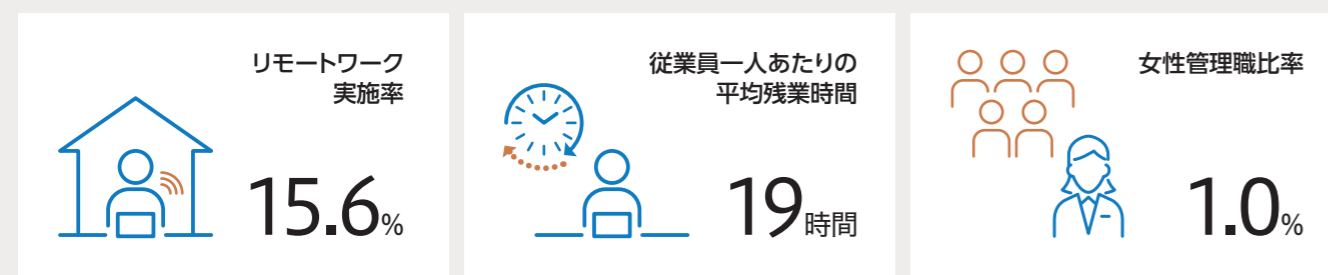 リモートワーク
実施率
15.6%
従業員一人あたりの
平均残業時間
19時間
女性管理職比率
1.0%